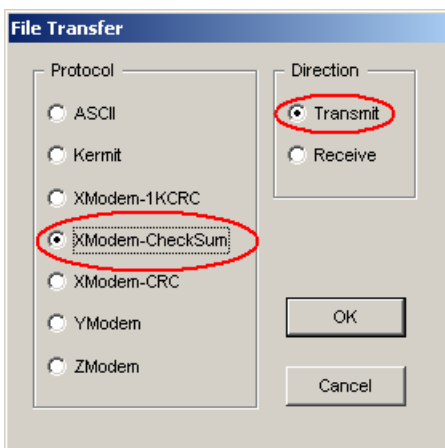 File Transfer
Protocol
ASCII
Kermit
XModem-1KCRC
XModem-CheckSum
XModem-CRC
YModem
ZModem
Direction
Transmit
Receive
OK
Cancel